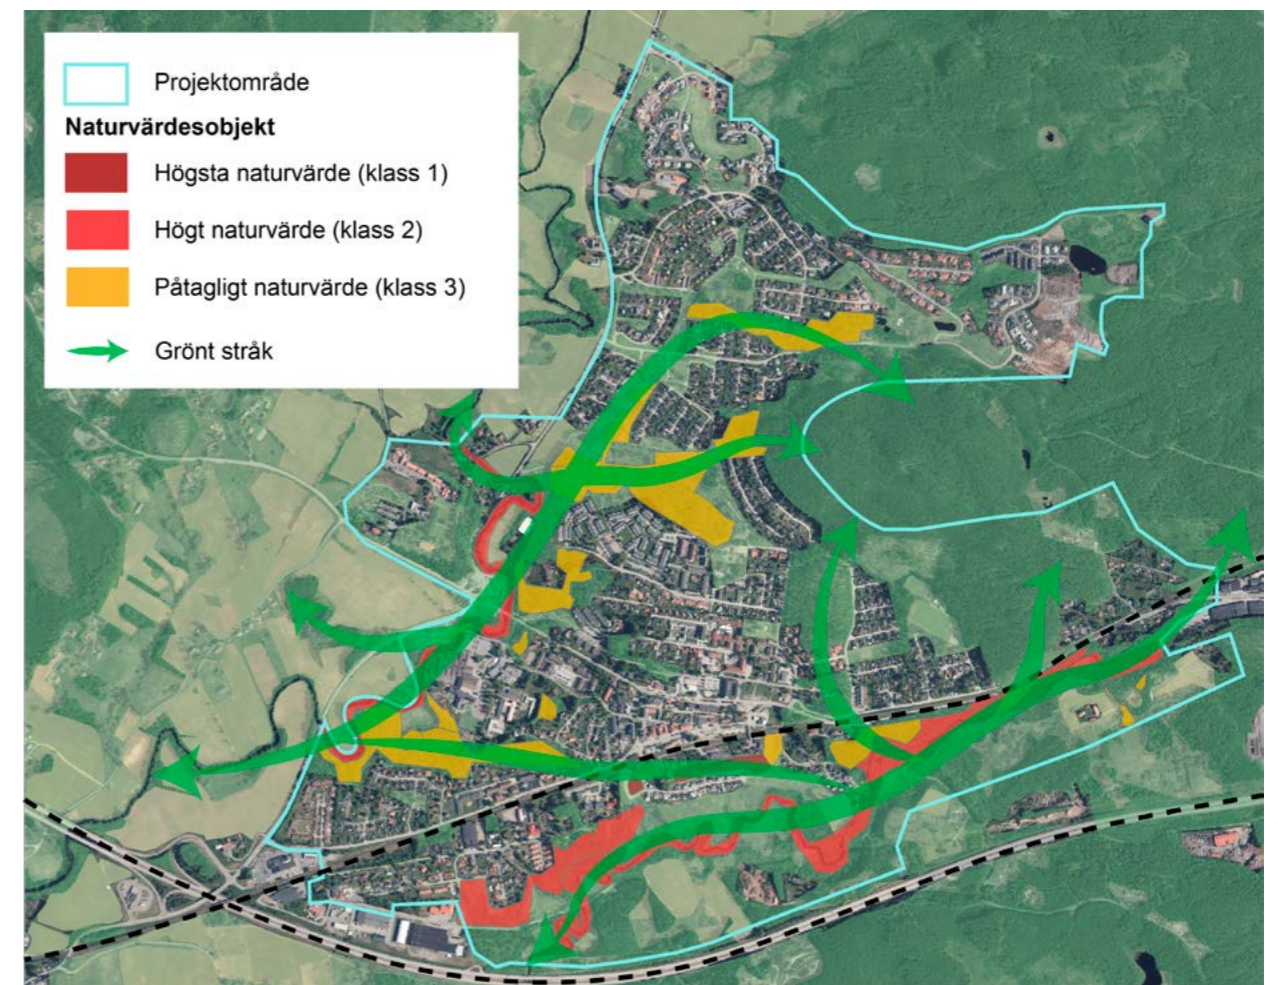 Projektområde
Naturvärdesobjekt
Högsta naturvärde (klass 1)
Högt naturvärde (klass 2)
Påtagligt naturvärde (klass 3)
Grönt stråk